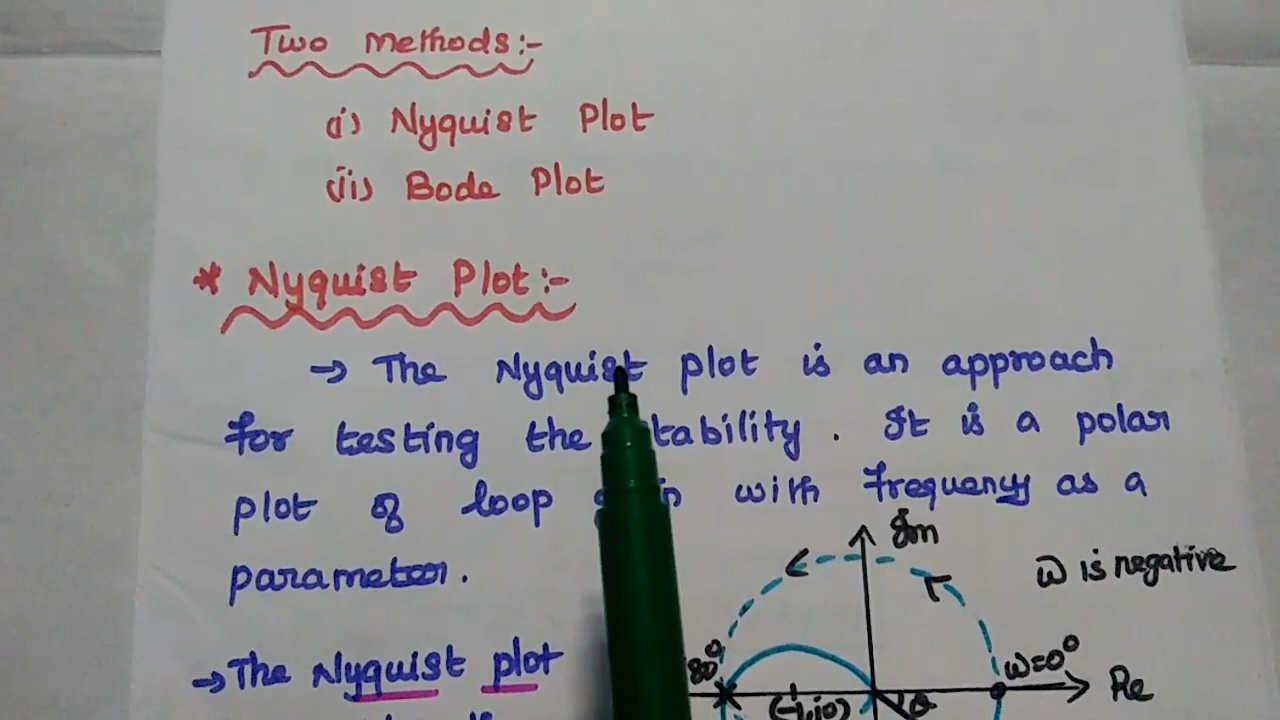 Two methods:-
(i) Nyquist Plot
(ii) Bode Plot
* Nyquist Plot:-
→ The Nyquist plot is an approach
for testing the stability. It is a polar
plot of loop with frequency as a
parameter.
Im
ω is negative
→ The Nyquist plot
ω=0°
Re
(-1,j0)
θ